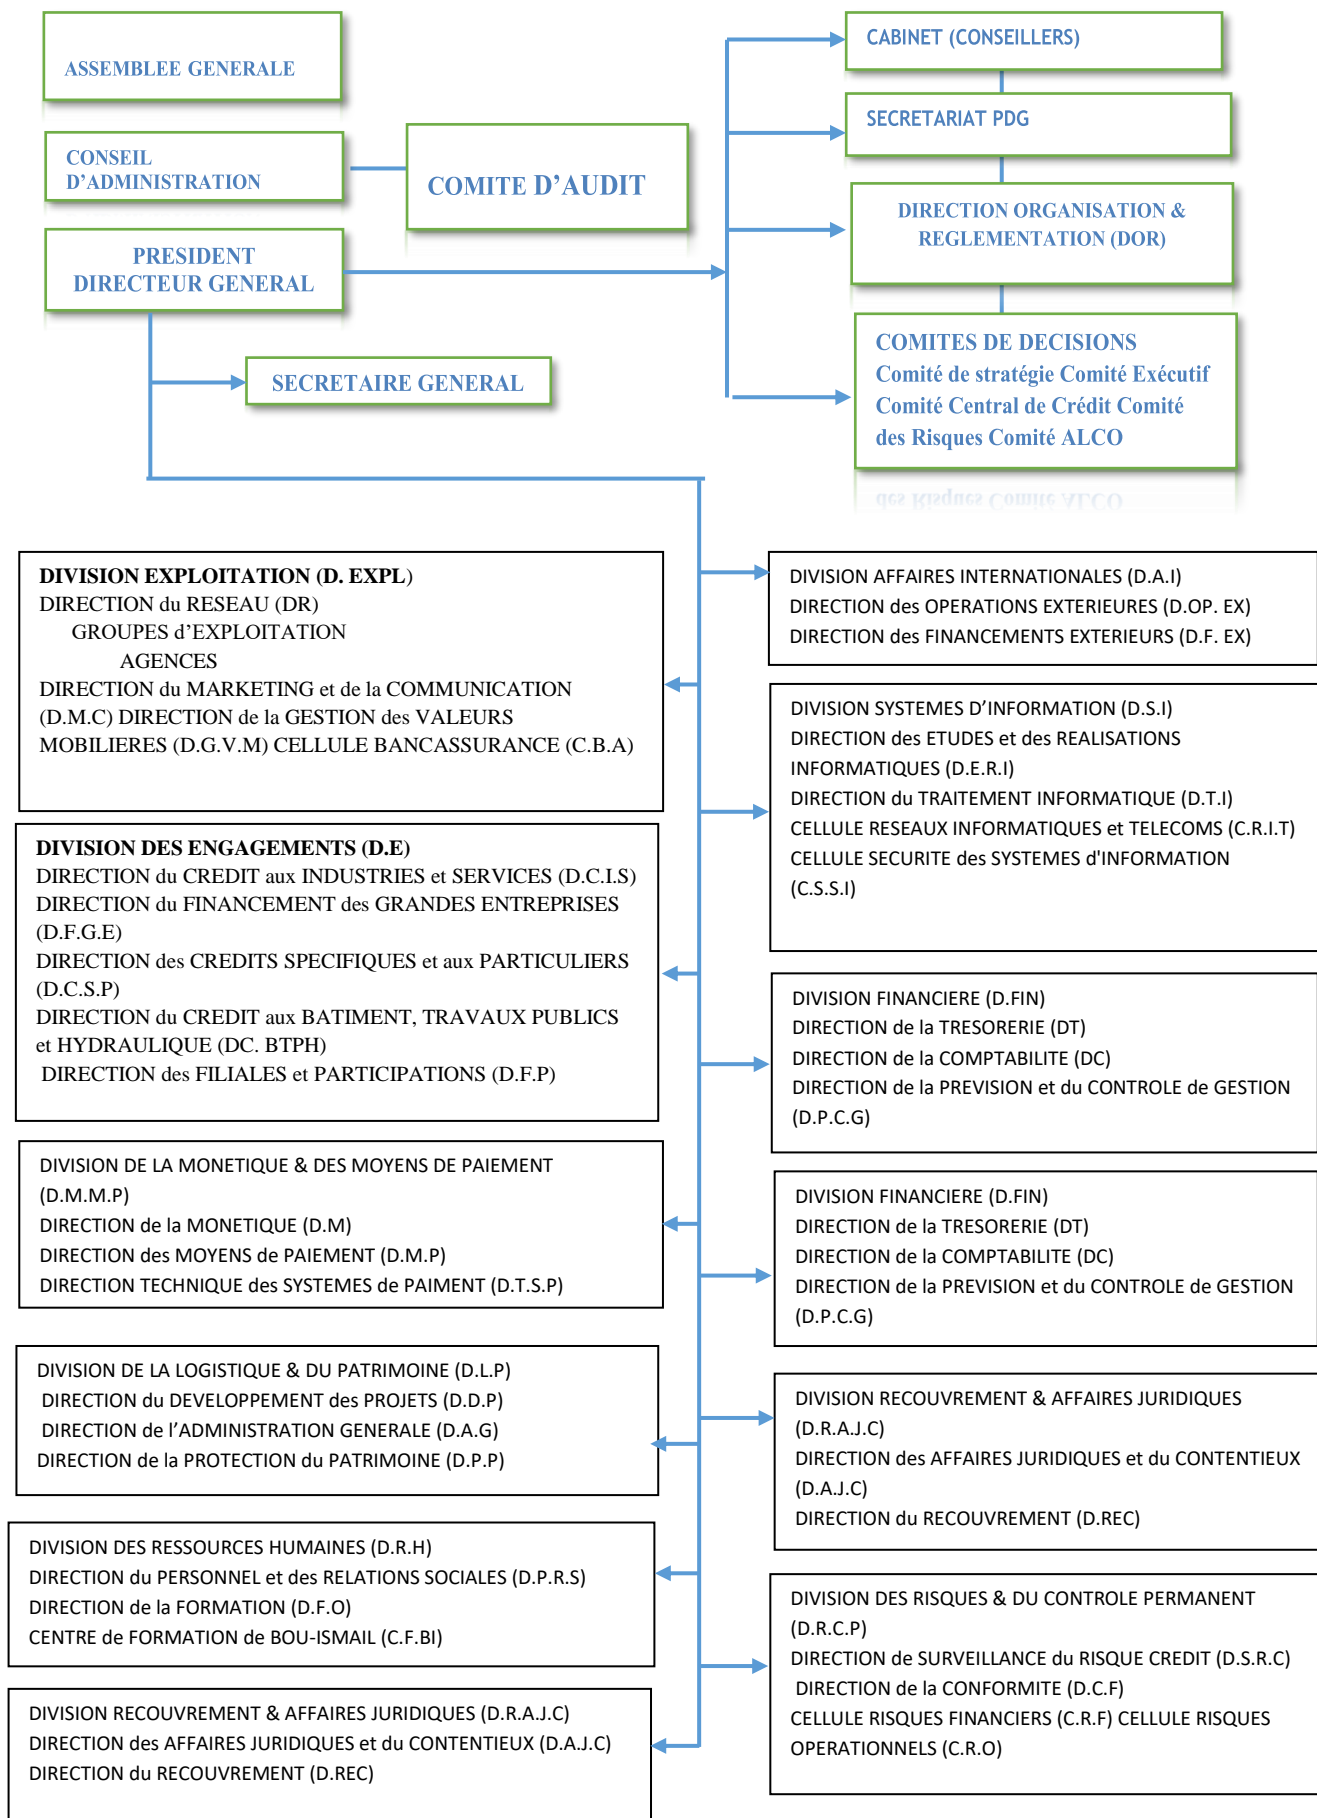 ASSEMBLEE GENERALE
CONSEIL
D’ADMINISTRATION
COMITE D’AUDIT
PRESIDENT
DIRECTEUR GENERAL
SECRETAIRE GENERAL
CABINET (CONSEILLERS)
SECRETARIAT PDG
DIRECTION ORGANISATION &
REGLEMENTATION (DOR)
COMITES DE DECISIONS
Comité de stratégie Comité Exécutif
Comité Central de Crédit Comité
des Risques Comité ALCO
DIVISION EXPLOITATION (D. EXPL)
DIRECTION du RESEAU (DR)
GROUPES d’EXPLOITATION
AGENCES
DIRECTION du MARKETING et de la COMMUNICATION
(D.M.C) DIRECTION de la GESTION des VALEURS
MOBILIERES (D.G.V.M) CELLULE BANCASSURANCE (C.B.A)
DIVISION DES ENGAGEMENTS (D.E)
DIRECTION du CREDIT aux INDUSTRIES et SERVICES (D.C.I.S)
DIRECTION du FINANCEMENT des GRANDES ENTREPRISES
(D.F.G.E)
DIRECTION des CREDITS SPECIFIQUES et aux PARTICULIERS
(D.C.S.P)
DIRECTION du CREDIT aux BATIMENT, TRAVAUX PUBLICS
et HYDRAULIQUE (DC. BTPH)
DIRECTION des FILIALES et PARTICIPATIONS (D.F.P)
DIVISION DE LA MONETIQUE & DES MOYENS DE PAIEMENT
(D.M.M.P)
DIRECTION de la MONETIQUE (D.M)
DIRECTION des MOYENS de PAIEMENT (D.M.P)
DIRECTION TECHNIQUE des SYSTEMES de PAIMENT (D.T.S.P)
DIVISION DE LA LOGISTIQUE & DU PATRIMOINE (D.L.P)
DIRECTION du DEVELOPPEMENT des PROJETS (D.D.P)
DIRECTION de l’ADMINISTRATION GENERALE (D.A.G)
DIRECTION de la PROTECTION du PATRIMOINE (D.P.P)
DIVISION DES RESSOURCES HUMAINES (D.R.H)
DIRECTION du PERSONNEL et des RELATIONS SOCIALES (D.P.R.S)
DIRECTION de la FORMATION (D.F.O)
CENTRE de FORMATION de BOU-ISMAIL (C.F.BI)
DIVISION RECOUVREMENT & AFFAIRES JURIDIQUES (D.R.A.J.C)
DIRECTION des AFFAIRES JURIDIQUES et du CONTENTIEUX (D.A.J.C)
DIRECTION du RECOUVREMENT (D.REC)
DIVISION AFFAIRES INTERNATIONALES (D.A.I)
DIRECTION des OPERATIONS EXTERIEURES (D.OP. EX)
DIRECTION des FINANCEMENTS EXTERIEURS (D.F. EX)
DIVISION SYSTEMES D’INFORMATION (D.S.I)
DIRECTION des ETUDES et des REALISATIONS
INFORMATIQUES (D.E.R.I)
DIRECTION du TRAITEMENT INFORMATIQUE (D.T.I)
CELLULE RESEAUX INFORMATIQUES et TELECOMS (C.R.I.T)
CELLULE SECURITE des SYSTEMES d'INFORMATION
(C.S.S.I)
DIVISION FINANCIERE (D.FIN)
DIRECTION de la TRESORERIE (DT)
DIRECTION de la COMPTABILITE (DC)
DIRECTION de la PREVISION et du CONTROLE de GESTION
(D.P.C.G)
DIVISION FINANCIERE (D.FIN)
DIRECTION de la TRESORERIE (DT)
DIRECTION de la COMPTABILITE (DC)
DIRECTION de la PREVISION et du CONTROLE de GESTION
(D.P.C.G)
DIVISION RECOUVREMENT & AFFAIRES JURIDIQUES
(D.R.A.J.C)
DIRECTION des AFFAIRES JURIDIQUES et du CONTENTIEUX
(D.A.J.C)
DIRECTION du RECOUVREMENT (D.REC)
DIVISION DES RISQUES & DU CONTROLE PERMANENT
(D.R.C.P)
DIRECTION de SURVEILLANCE du RISQUE CREDIT (D.S.R.C)
DIRECTION de la CONFORMITE (D.C.F)
CELLULE RISQUES FINANCIERS (C.R.F) CELLULE RISQUES
OPERATIONNELS (C.R.O)